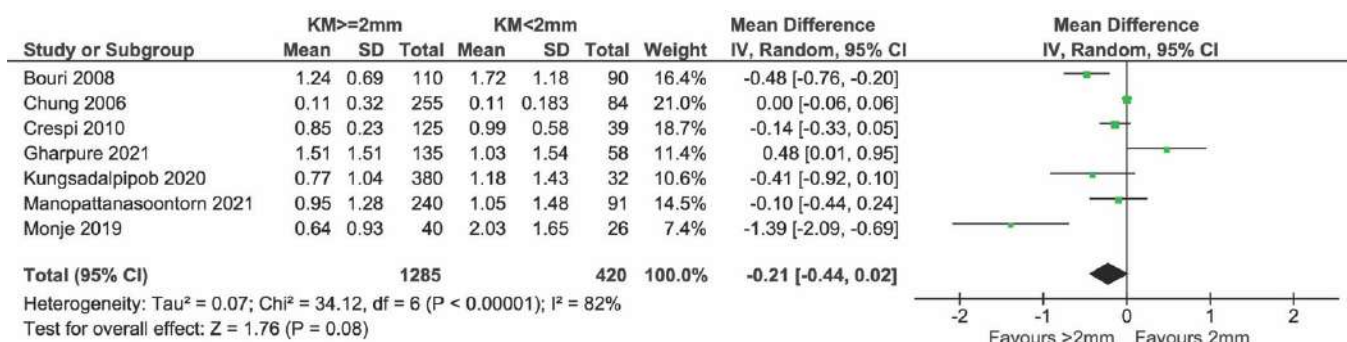 KM>=2mm KM<2mm Mean Difference Mean Difference
Study or Subgroup Mean SD Total Mean SD Total Weight IV, Random, 95% CI IV, Random, 95% CI
Bouri 2008 1.24 0.69 110 1.72 1.18 90 16.4% -0.48 [-0.76, -0.20]
Chung 2006 0.11 0.32 255 0.11 0.183 84 21.0% 0.00 [-0.06, 0.06]
Crespi 2010 0.85 0.23 125 0.99 0.58 39 18.7% -0.14 [-0.33, 0.05]
Gharpure 2021 1.51 1.51 135 1.03 1.54 58 11.4% 0.48 [0.01, 0.95]
Kungsadalpipob 2020 0.77 1.04 380 1.18 1.43 32 10.6% -0.41 [-0.92, 0.10]
Manopattanasoontorn 2021 0.95 1.28 240 1.05 1.48 91 14.5% -0.10 [-0.44, 0.24]
Monje 2019 0.64 0.93 40 2.03 1.65 26 7.4% -1.39 [-2.09, -0.69]
Total (95% CI) 1285 420 100.0% -0.21 [-0.44, 0.02]
Heterogeneity: Tau² = 0.07; Chi² = 34.12, df = 6 (P < 0.00001); I² = 82%
Test for overall effect: Z = 1.76 (P = 0.08)
-2 -1 0 1 2
Favours >2mm Favours 2mm